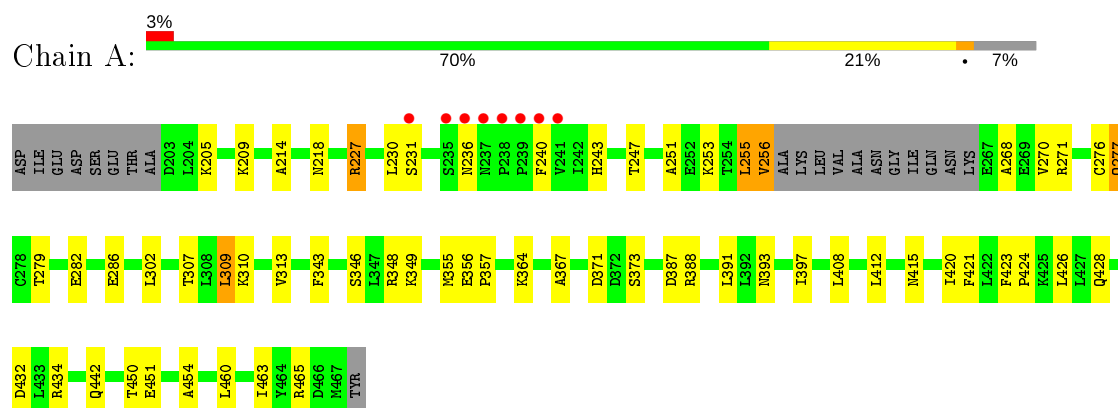 3%
Chain A:
70% 21% • 7%
ASP ILE GLU ASP SER GLU THR ALA D203 L204 K205 K209 A214 N218 R227 L230 S231 S235 N236 N237 P238 P239 F240 V241 I242 H243 T247 A251 E252 K253 T254 L255 V256 ALA LYS LEU VAL ALA ASN GLY ILE GLN ASN LYS E267 A268 E269 V270 R271 C276 Q277
C278 T279 E282 E286 L302 T307 L308 L309 K310 V313 F343 S346 L347 R348 K349 M355 E356 P357 K364 A367 D371 D372 S373 D387 R388 L391 L392 N393 I397 L408 L412 N415 I420 F421 L422 F423 P424 K425 L426 L427 Q428
D432 L433 R434 Q442 T450 E451 A454 L460 I463 Y464 R465 D466 M467 TYR